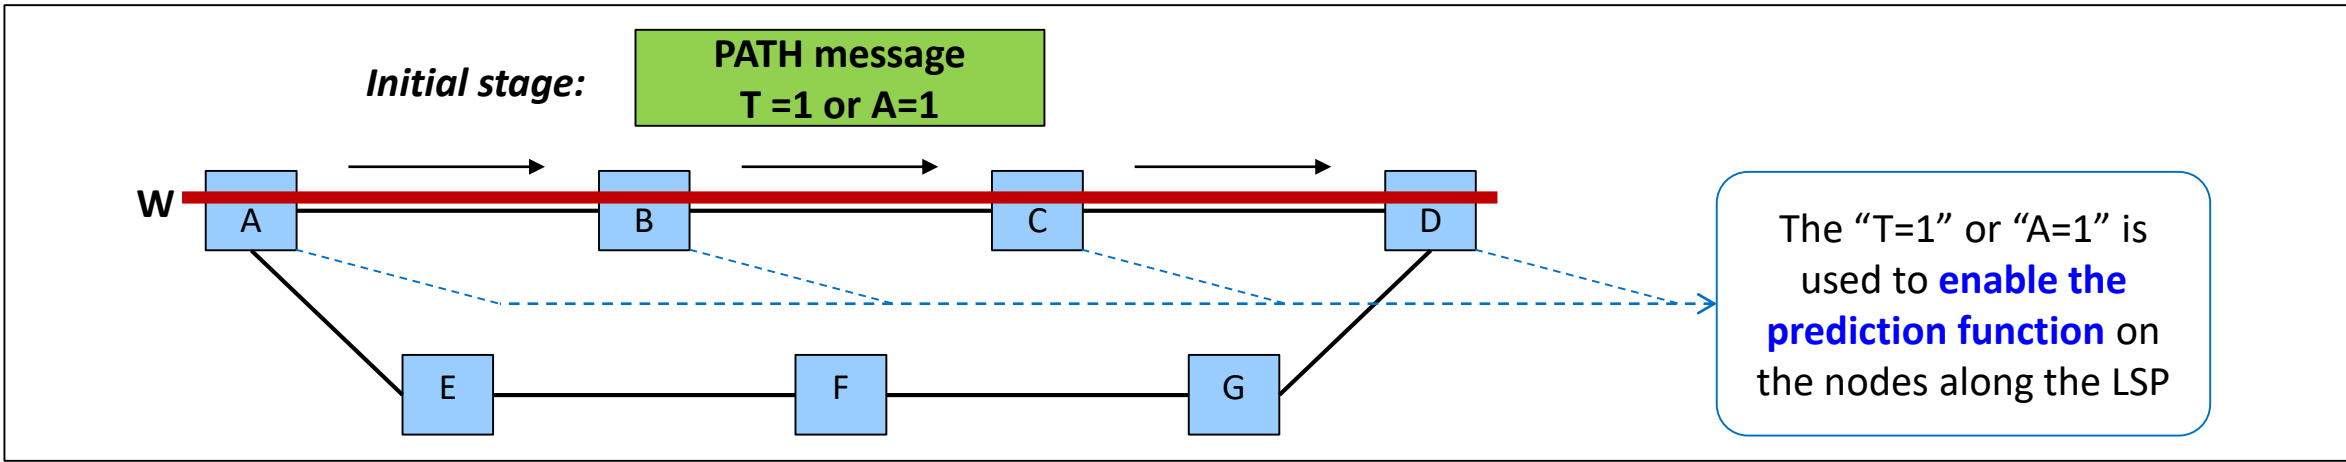 Initial stage:
PATH message
T =1 or A=1
W
A
B
C
D
The “T=1” or “A=1” is
used to enable the
prediction function on
the nodes along the LSP
E
F
G